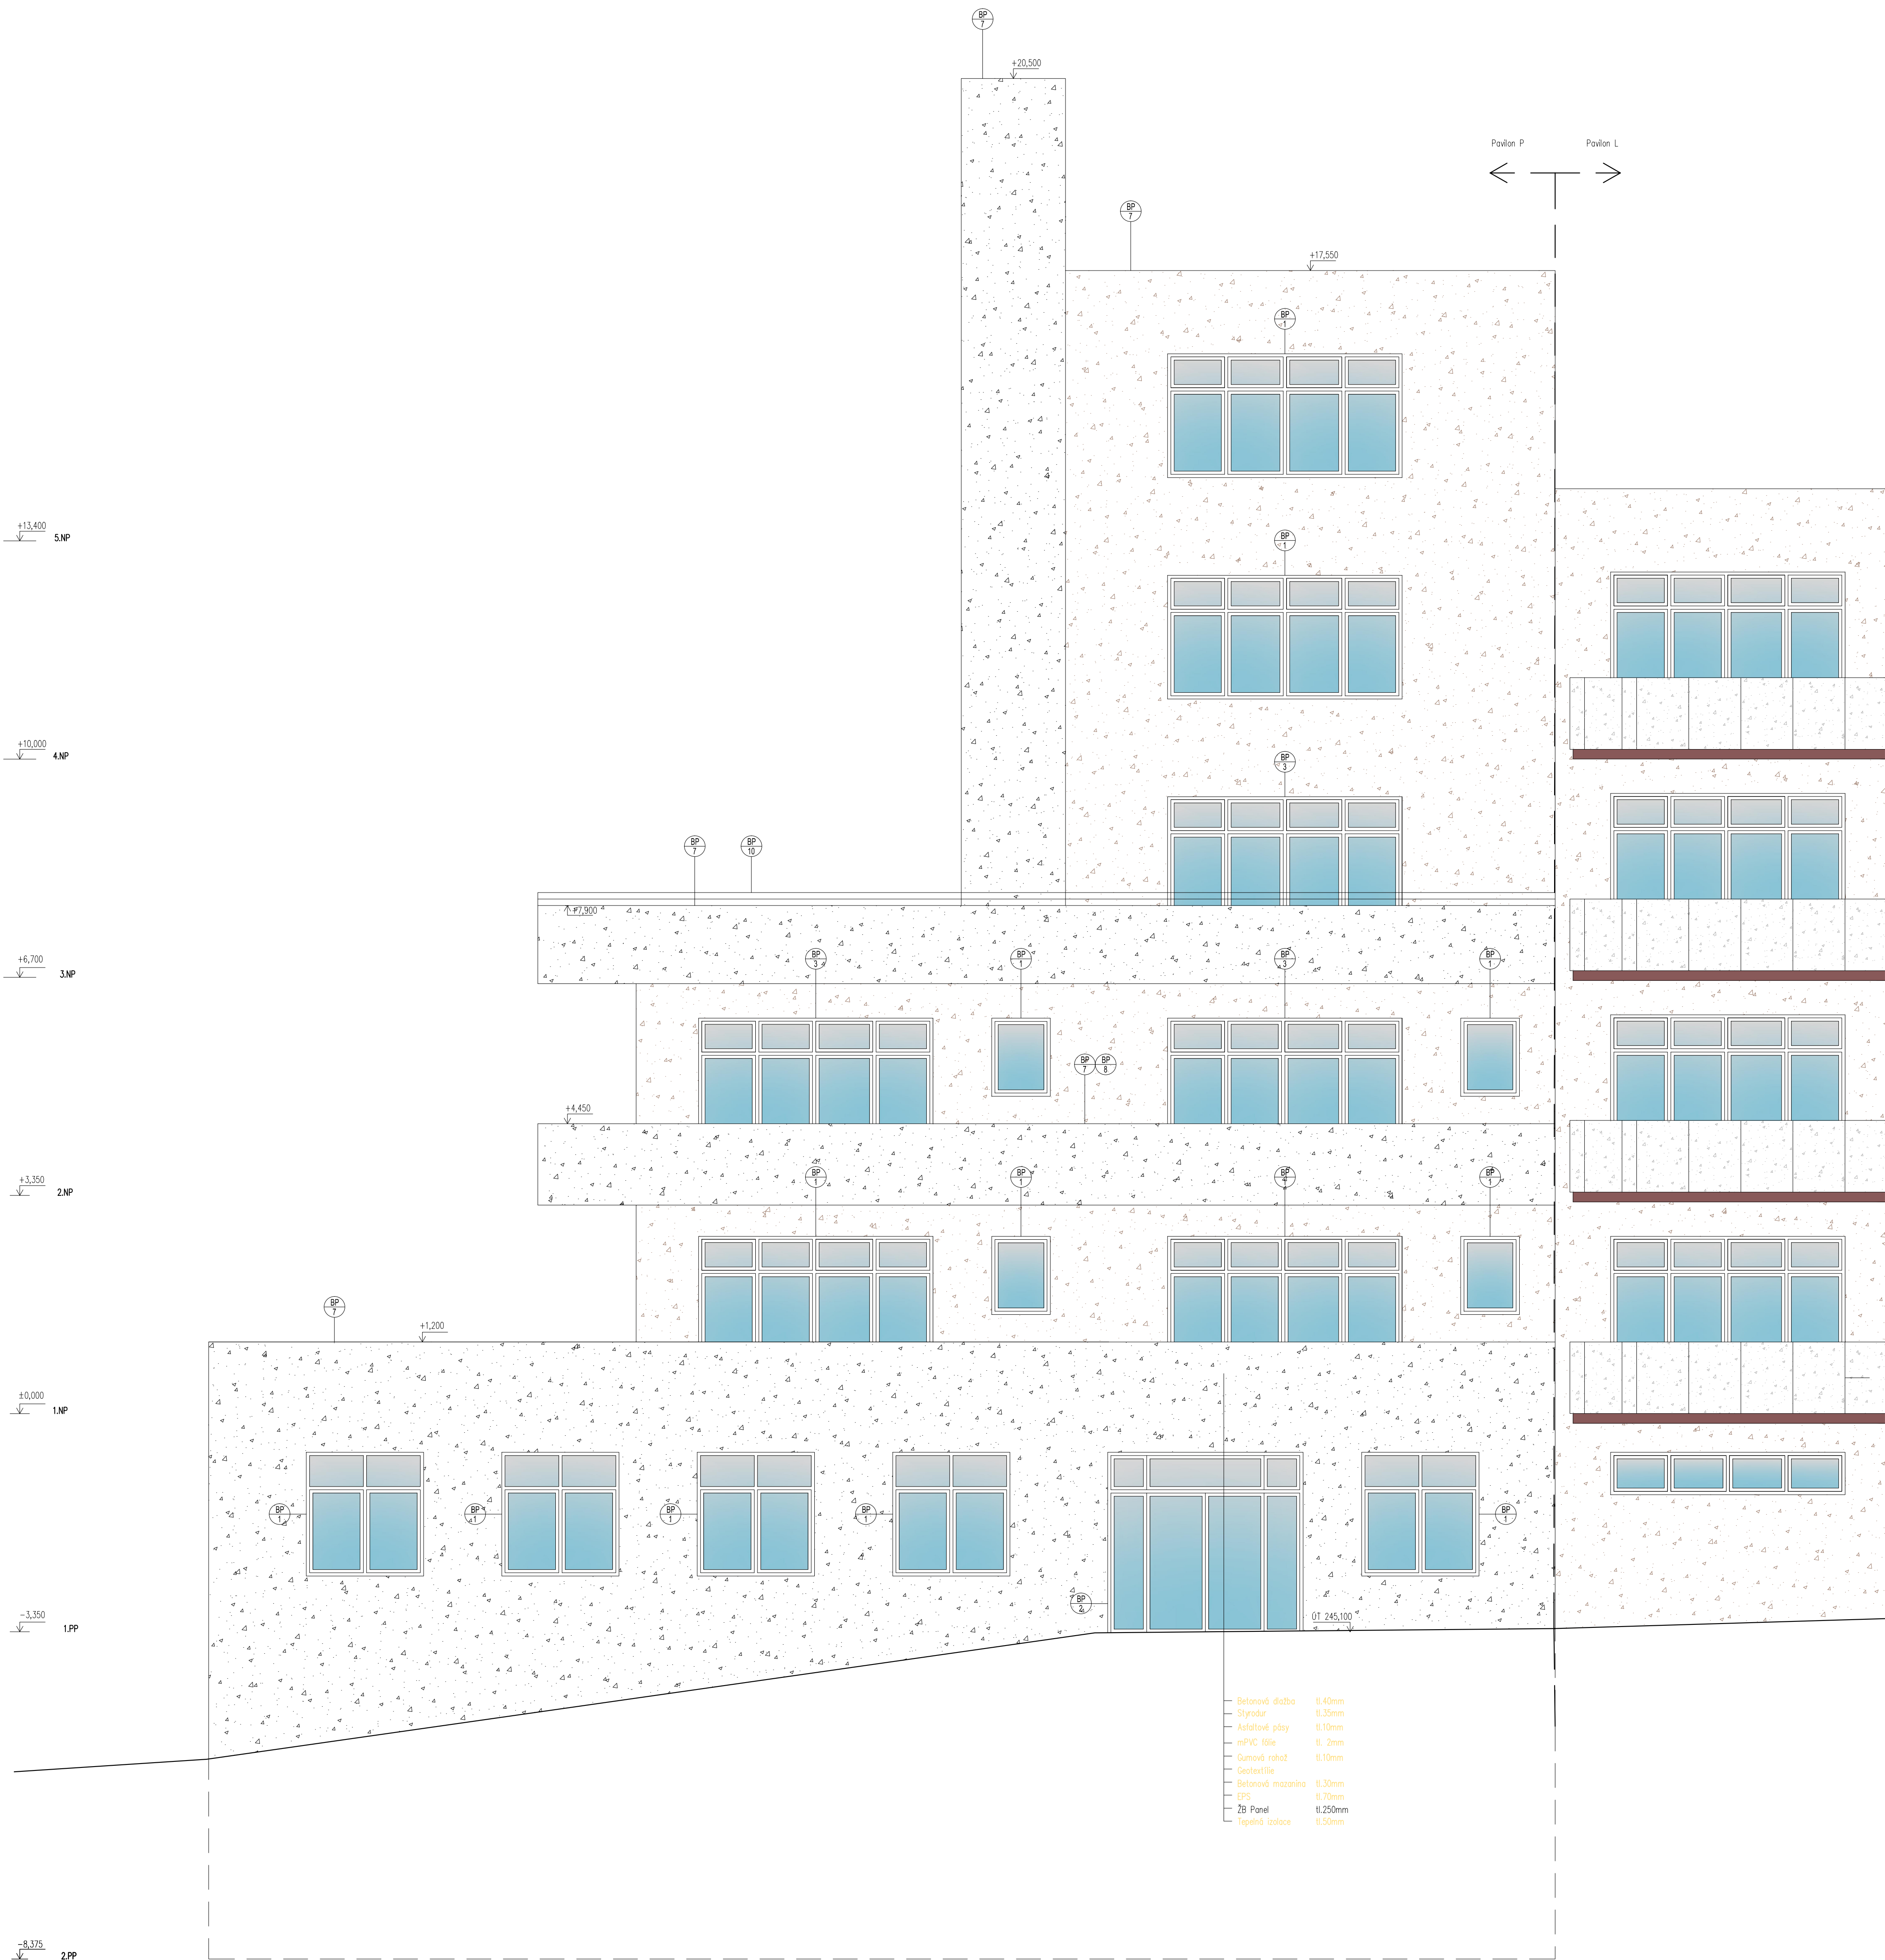 BP
7
+20,500
Pavilon P
Pavilon L
BP
7
+17,550
BP
1
+13,400
5.NP
BP
1
+10,000
4.NP
BP
3
BP
7
BP
10
+7,900
+6,700
3.NP
BP
3
BP
1
BP
3
BP
1
BP
7
BP
8
+4,450
+3,350
2.NP
BP
1
BP
1
BP
1
BP
1
BP
7
+1,200
±0,000
1.NP
BP
1
BP
1
BP
1
BP
1
BP
1
BP
2
-3,350
1.PP
ÚT 245,100
Betonová dlažba tl.40mm
Styrodur tl.35mm
Asfaltové pásy tl.10mm
mPVC fólie tl. 2mm
Gumová rohož tl.10mm
Geotextílie
Betonová mazanina tl.30mm
EPS tl.70mm
ŽB Panel tl.250mm
Tepelná izolace tl.50mm
-8,375
2.PP